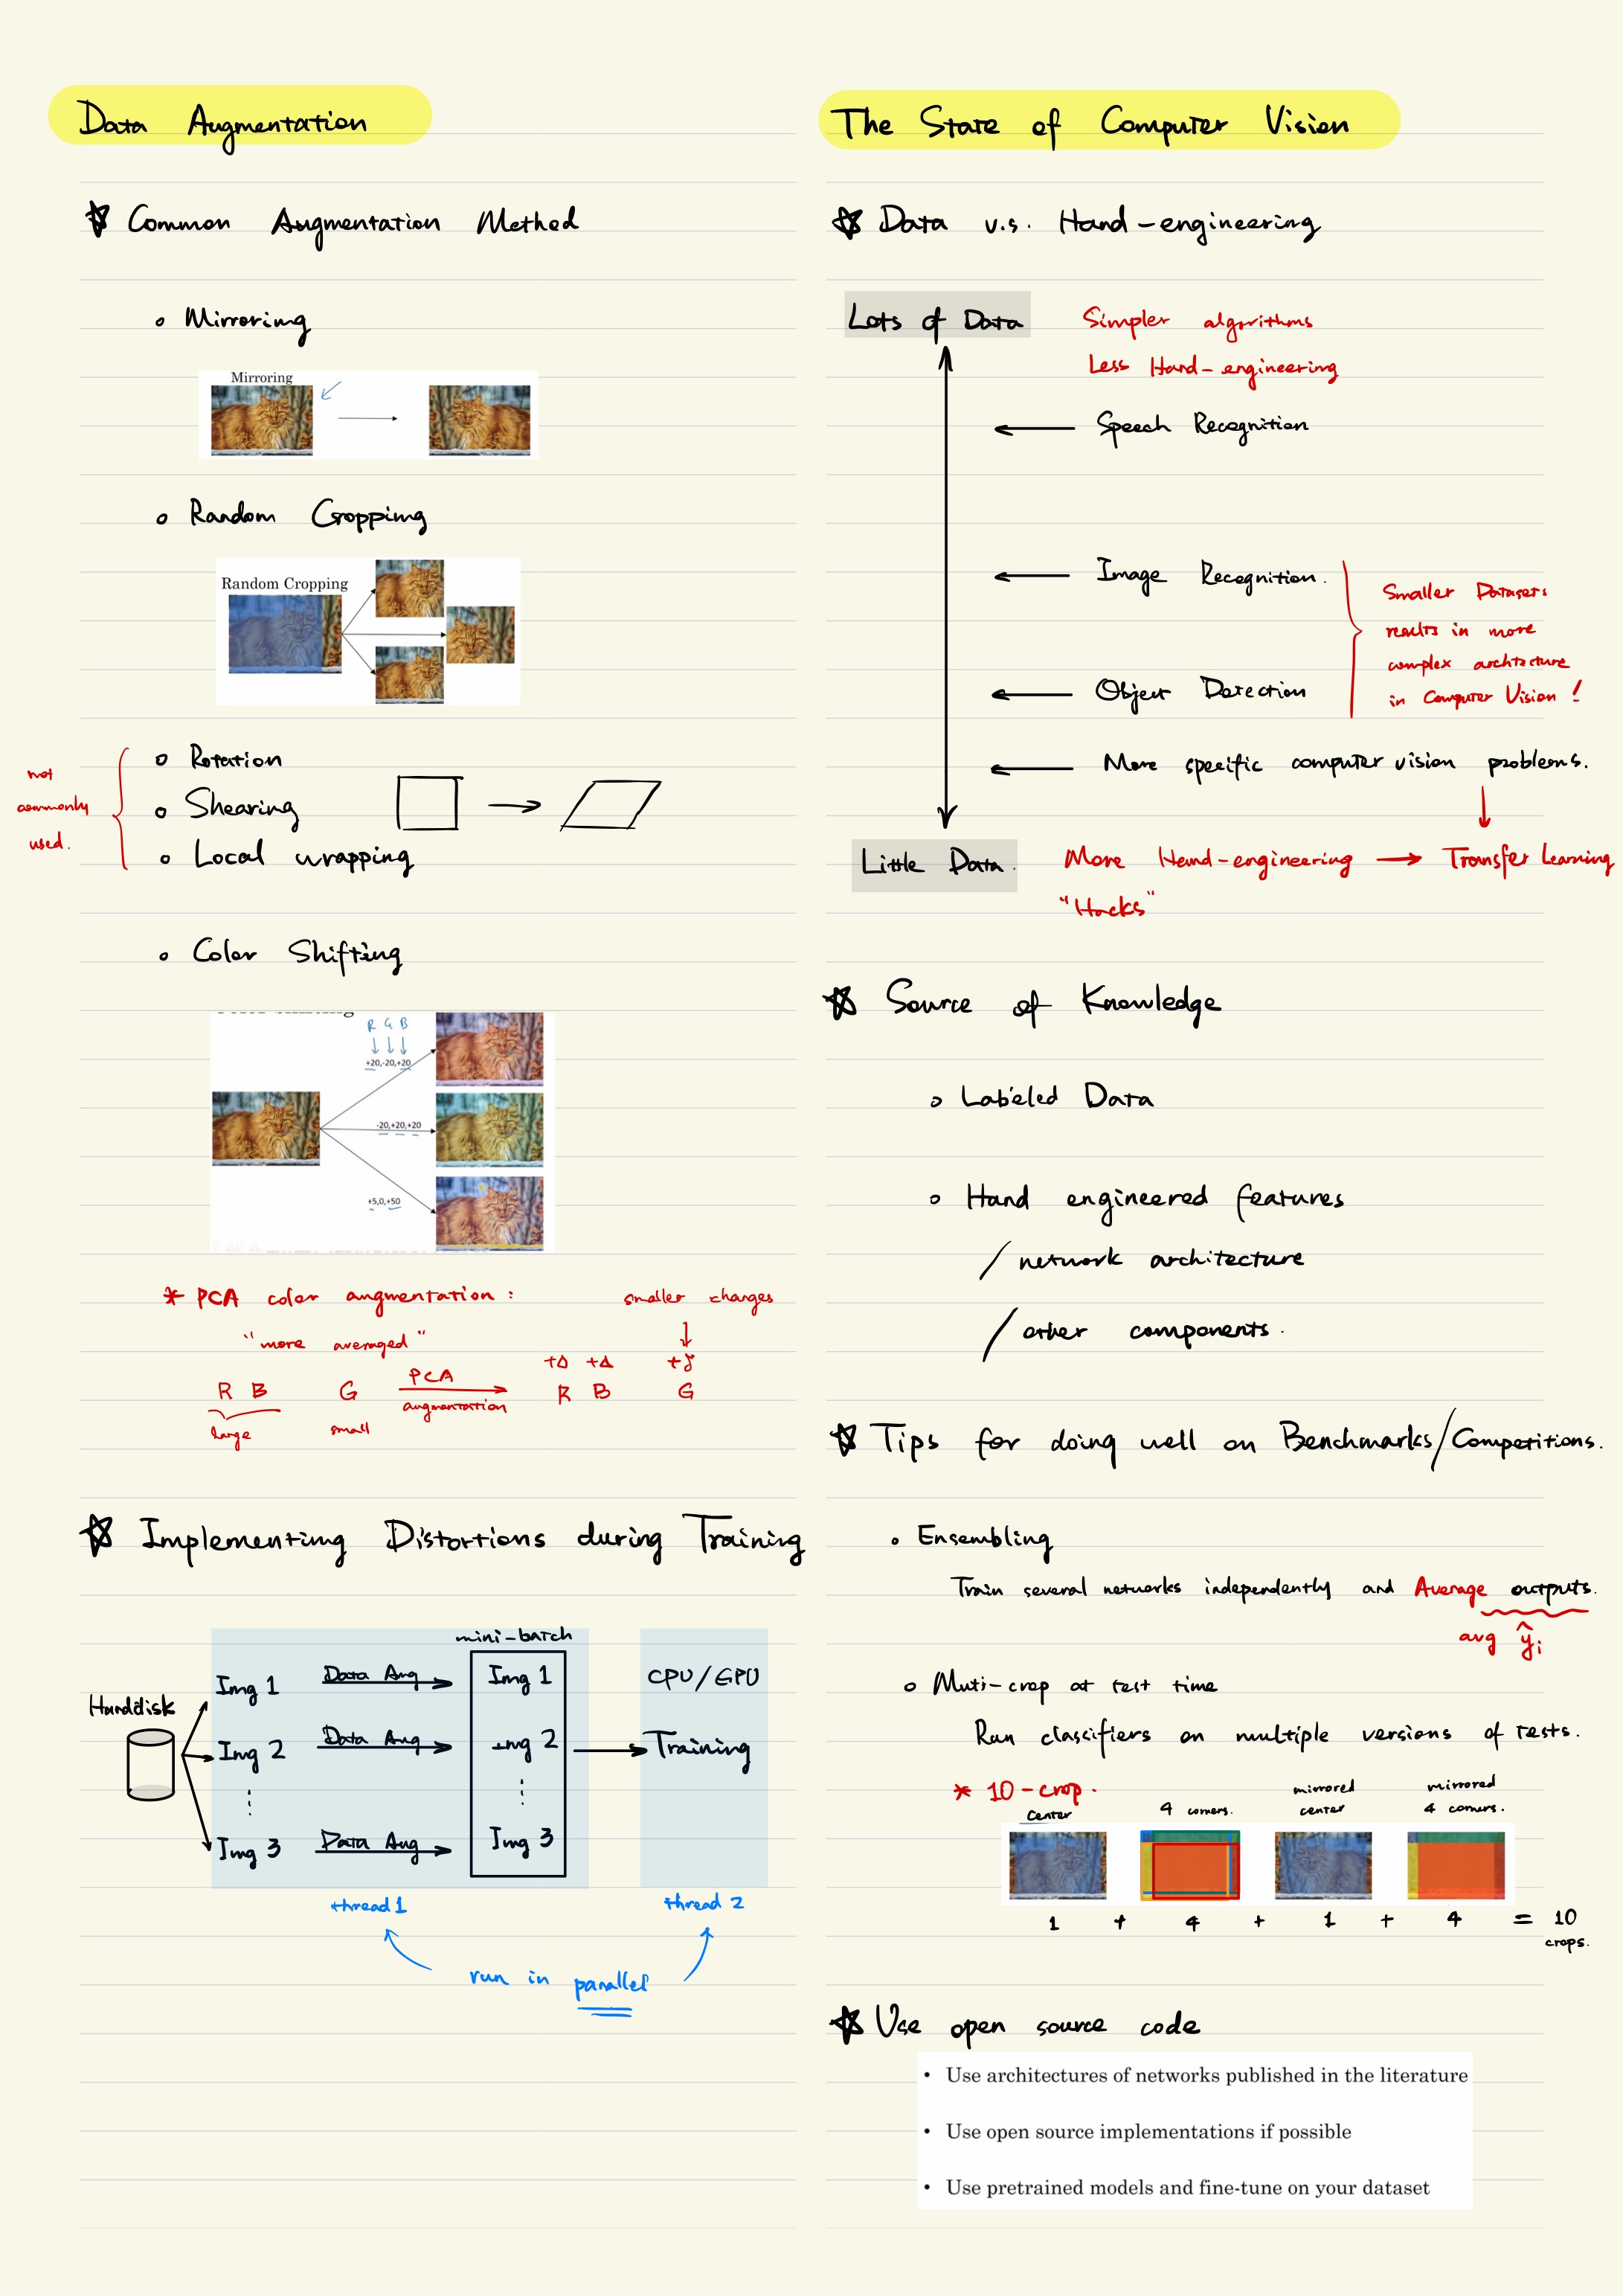 Data Augmentation
☆ Common Augmentation Method
◦ Mirroring
Mirroring
◦ Random Cropping
Random Cropping
not
commonly
used.
◦ Rotation
◦ Shearing
◦ Local wrapping
◦ Color Shifting
R G B
+20,-20,+20
-20,+20,+20
+5,0,+50
* PCA color augmentation :
smaller changes
"more averaged"
+Δ +Δ
R B G
PCA
augmentation
R B G
large
small
☆ Implementing Distortions during Training
mini-batch
Harddisk
Img 1
Data Aug
Img 1
CPU/GPU
Img 2
Data Aug
Img 2
Training
Img 3
Data Aug
Img 3
thread 1
thread 2
run in parallel
The State of Computer Vision
☆ Data v.s. Hand-engineering
Lots of Data
Simpler algorithms
Less Hand-engineering
← Speech Recognition
← Image Recognition.
← Object Detection
Smaller Datasets
results in more
complex architecture
in Computer Vision !
← More specific computer vision problems.
Little Data.
More Hand-engineering → Transfer Learning
"Hacks"
☆ Source of Knowledge
◦ Labeled Data
◦ Hand engineered features
/ network architecture
/ other components.
☆ Tips for doing well on Benchmarks/Competitions.
◦ Ensembling
Train several networks independently and Average outputs.
avg ŷi
◦ Muti-crop at test time
Run classifiers on multiple versions of tests.
* 10-crop.
center
4 corners.
mirrored
center
mirrored
4 corners.
1 + 4 + 1 + 4 = 10
crops.
☆ Use open source code
• Use architectures of networks published in the literature
• Use open source implementations if possible
• Use pretrained models and fine-tune on your dataset